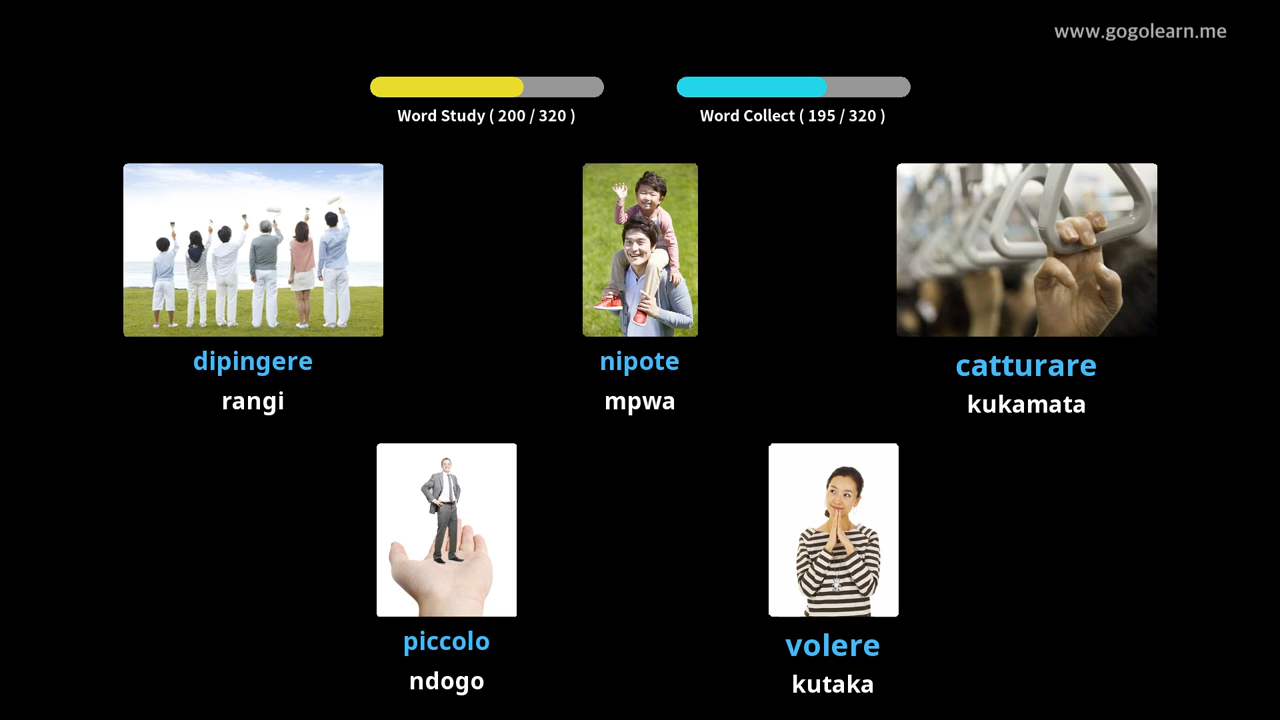 www.gogolearn.me
Word Study ( 200 / 320 )
Word Collect ( 195 / 320 )
dipingere
rangi
nipote
mpwa
catturare
kukamata
piccolo
ndogo
volere
kutaka